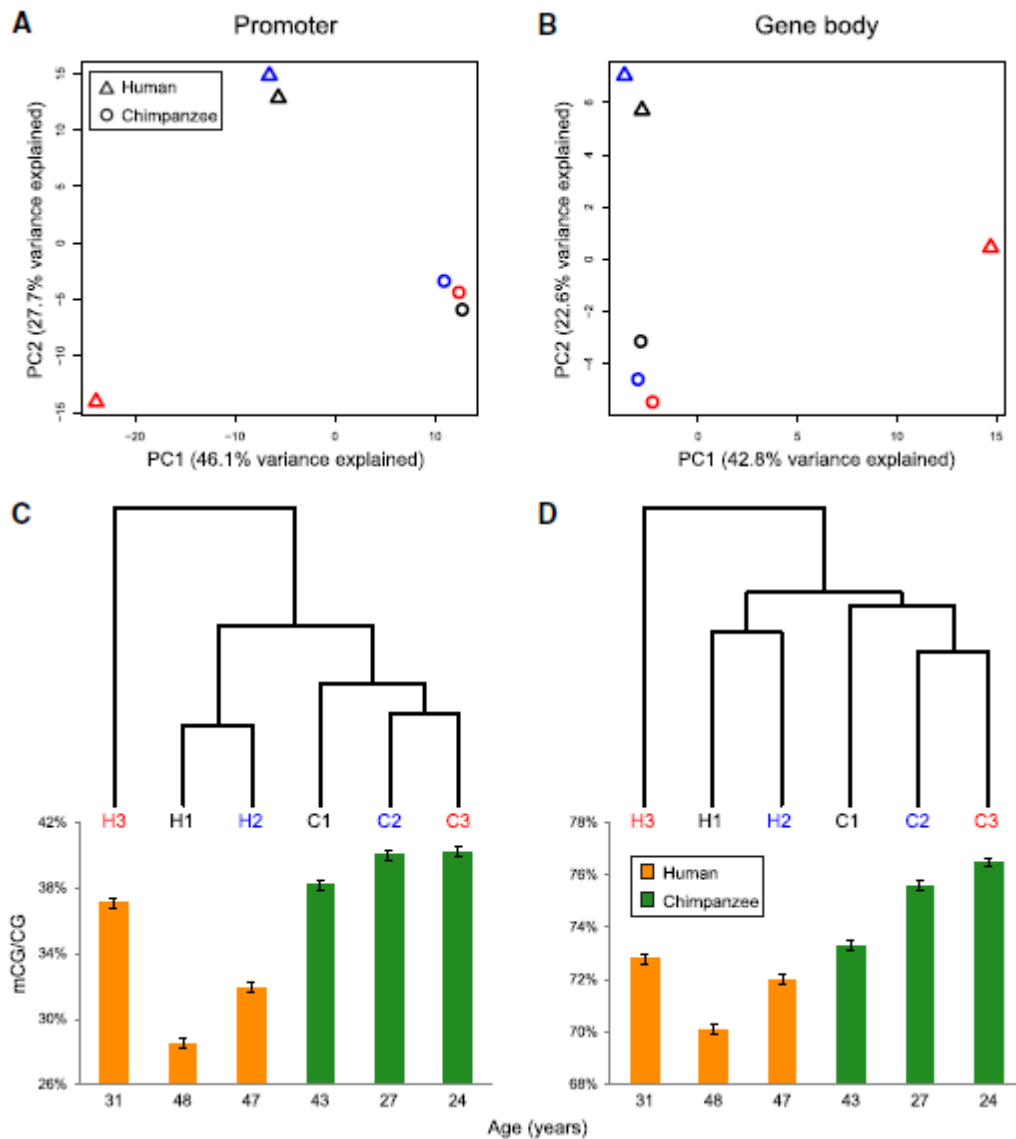 A Promoter
B Gene body
Human
Chimpanzee
PC2 (27.7% variance explained)
15
10
5
0
−5
−10
−15
−20 −10 0 10
PC1 (46.1% variance explained)
PC2 (22.6% variance explained)
6
4
2
0
−2
−4
0 5 10 15
PC1 (42.8% variance explained)
C
D
H3 H1 H2 C1 C2 C3
mCG/CG
42%
38%
34%
30%
26%
31 48 47 43 27 24
H3 H1 H2 C1 C2 C3
78%
76%
74%
72%
70%
68%
Human
Chimpanzee
31 48 47 43 27 24
Age (years)